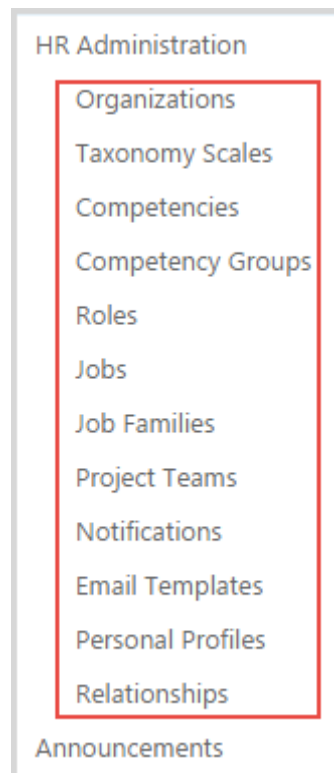 HR Administration
Organizations
Taxonomy Scales
Competencies
Competency Groups
Roles
Jobs
Job Families
Project Teams
Notifications
Email Templates
Personal Profiles
Relationships
Announcements